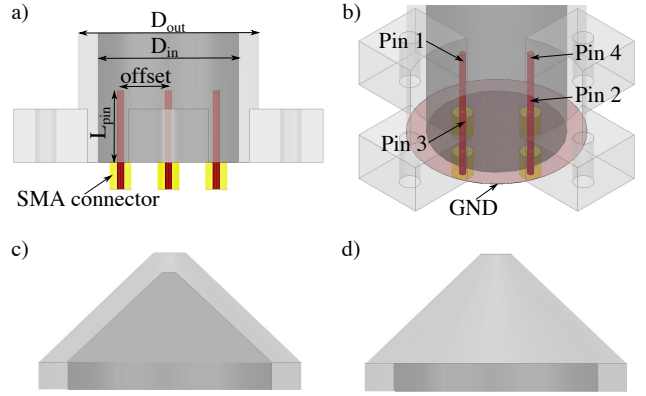 a)
D_out
D_in
offset
L_pin
SMA connector
b)
Pin 1
Pin 4
Pin 2
Pin 3
GND
c)
d)